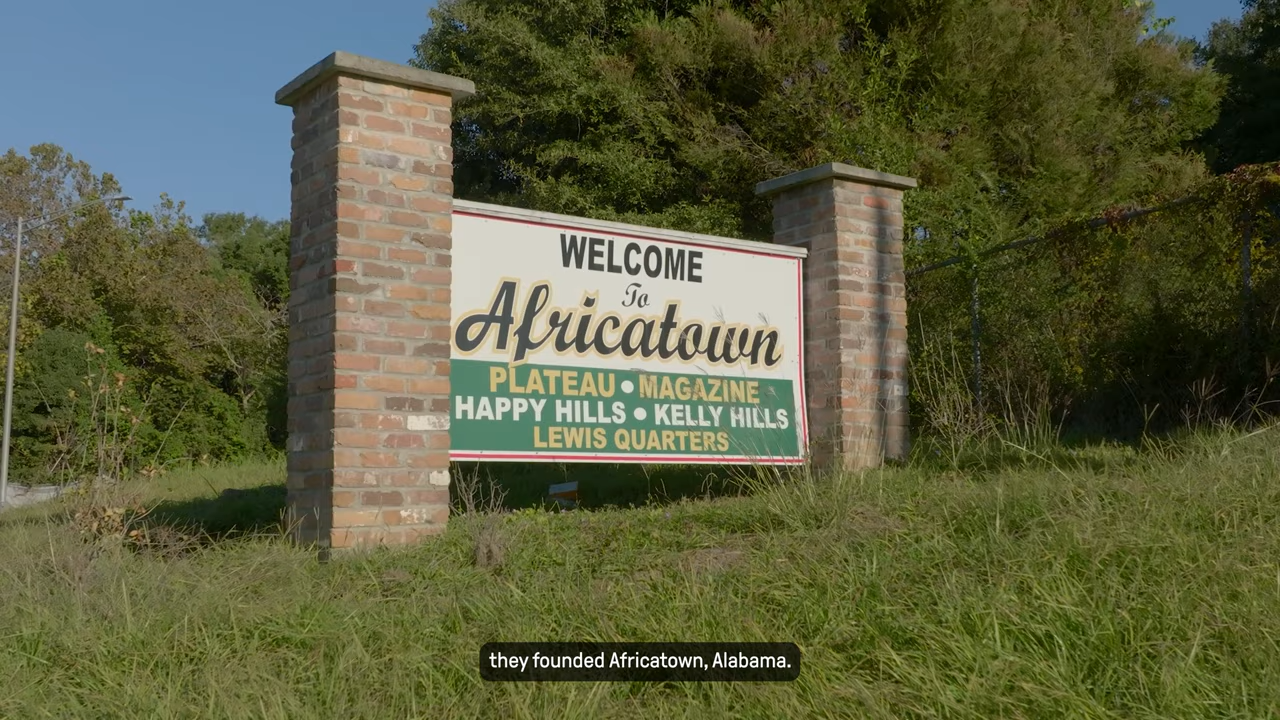 WELCOME
To
Africatown
PLATEAU • MAGAZINE
HAPPY HILLS • KELLY HILLS
LEWIS QUARTERS
they founded Africatown, Alabama.